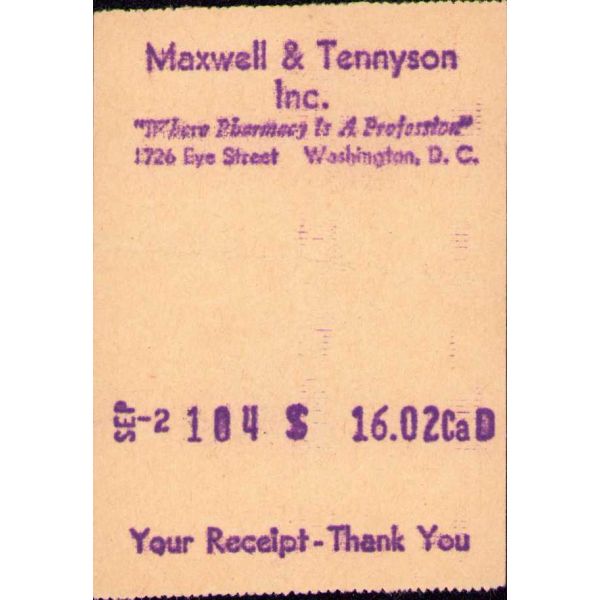 Maxwell & Tennyson
Inc.
"Where Pharmacy Is A Profession"
1726 Eye Street Washington, D. C.
SEP -2 104 S 16.02CaD
Your Receipt - Thank You